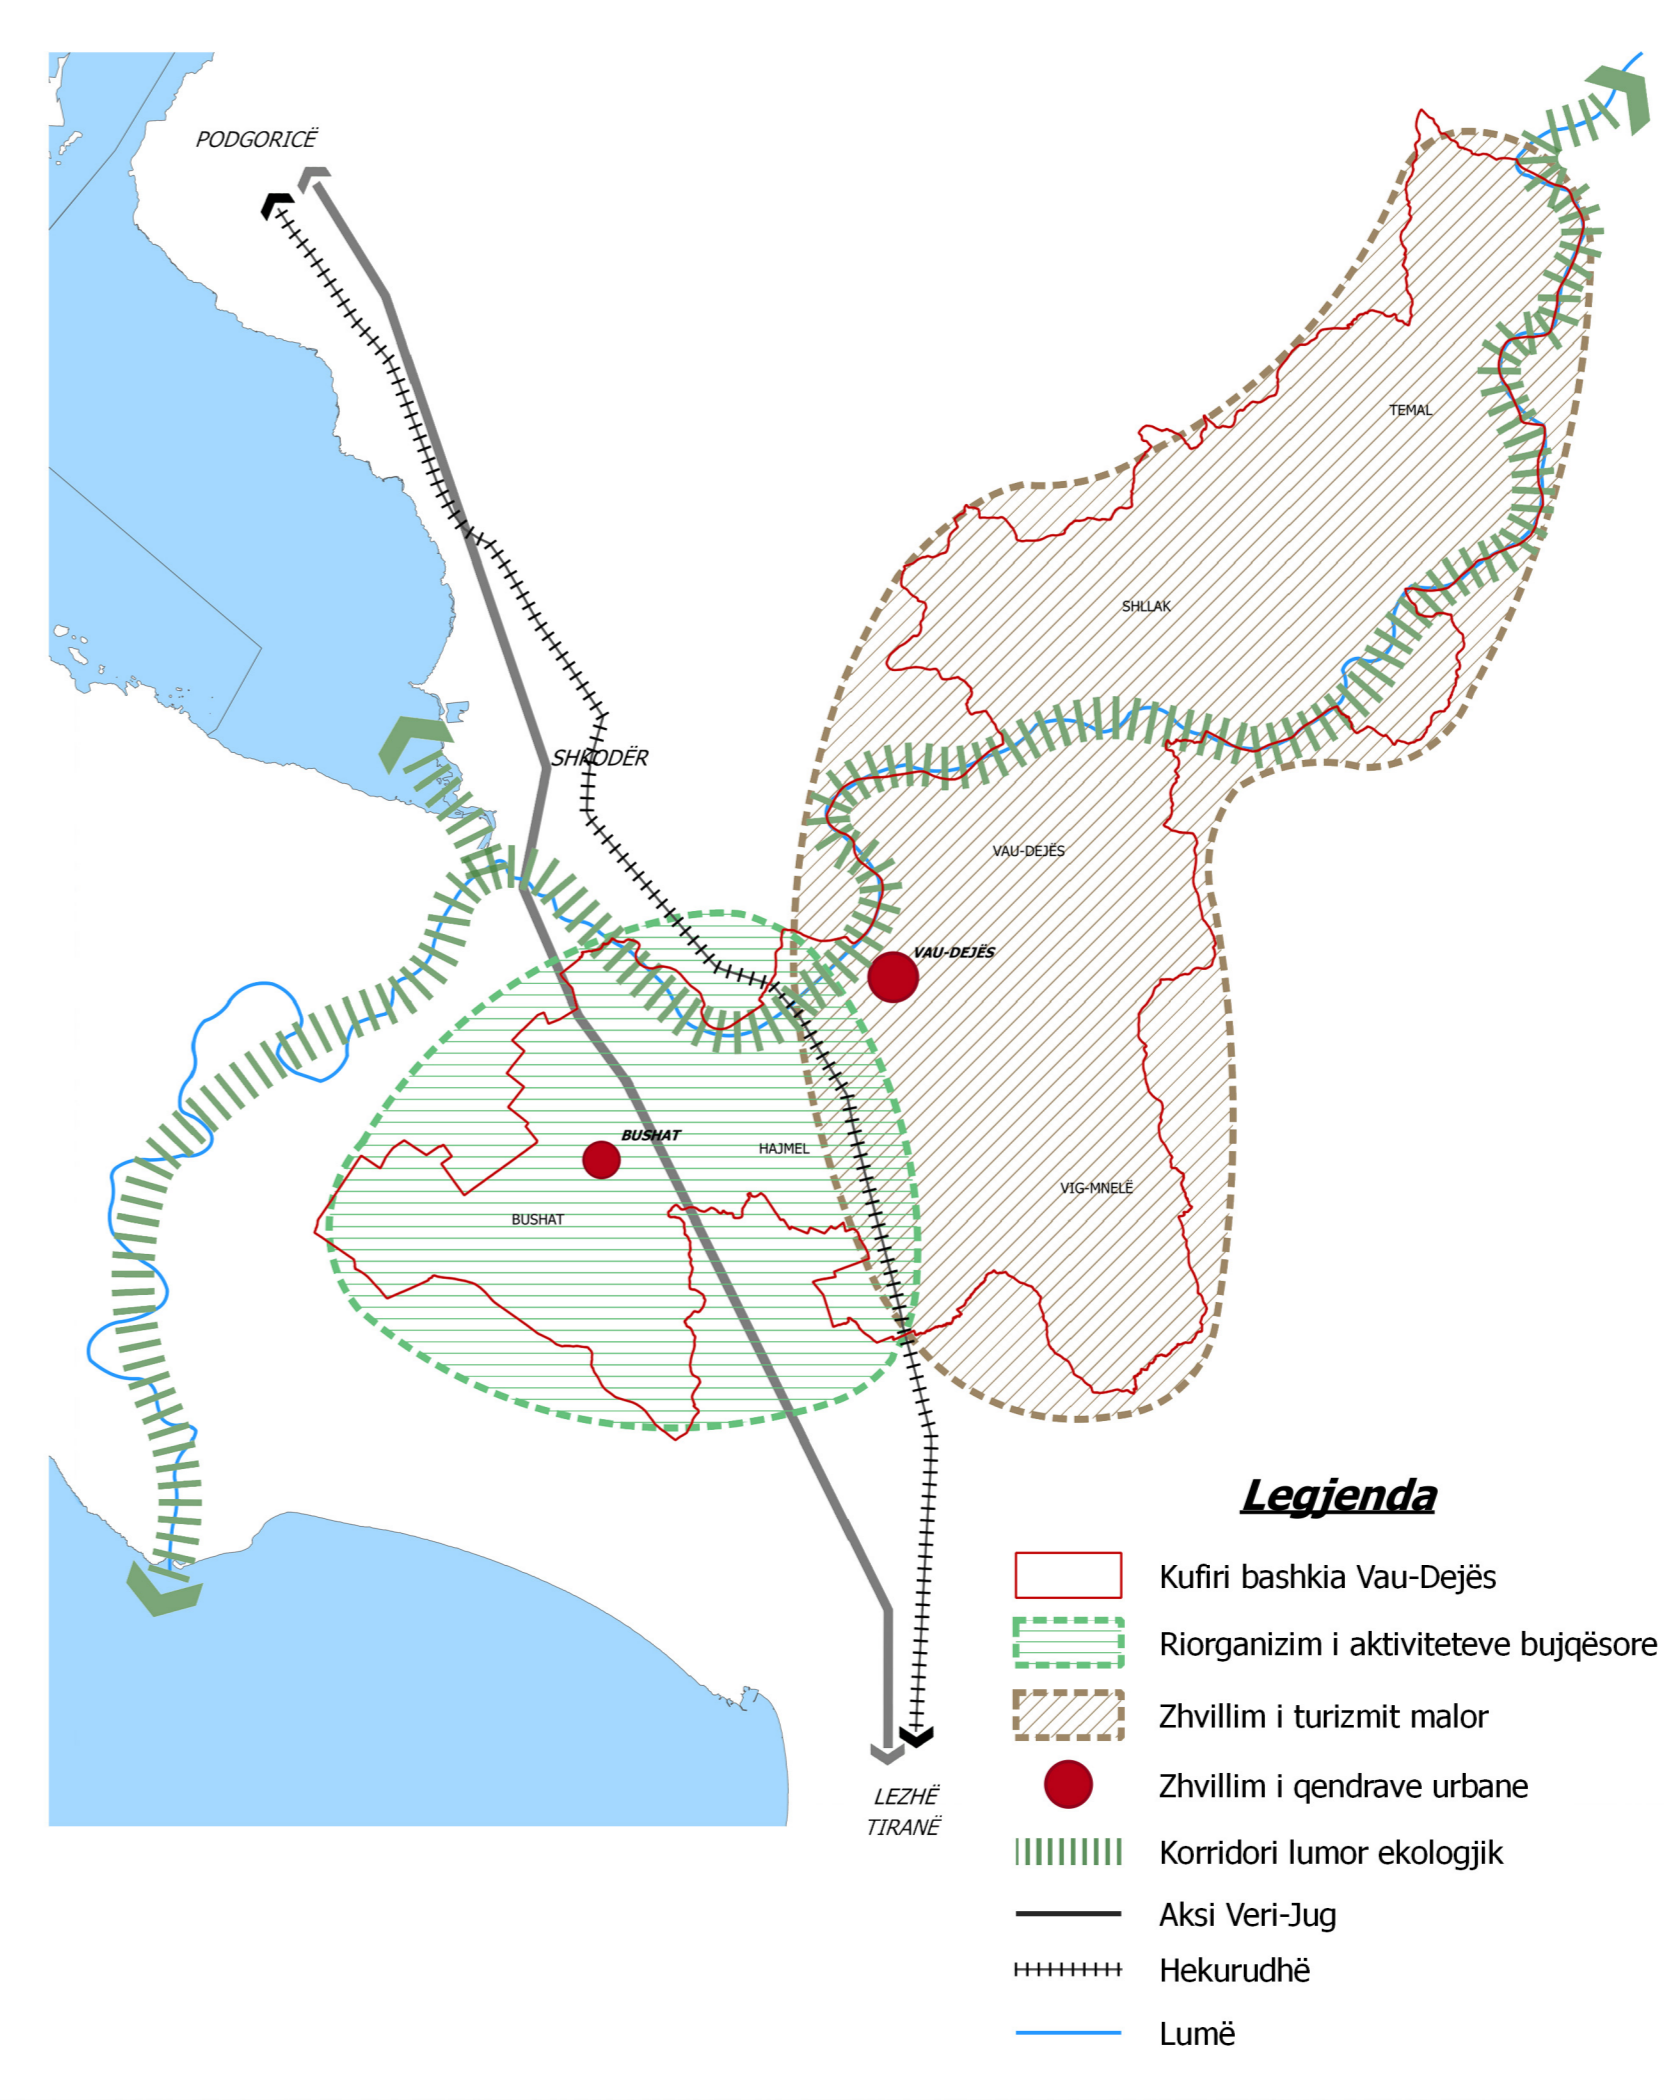 PODGORICË
TEMAL
SHLLAK
SHKODËR
VAU-DEJËS
VAU-DEJËS
BUSHAT
HAJMEL
VIG-MNELË
BUSHAT
Legjenda
Kufiri bashkia Vau-Dejës
Riorganizim i aktiviteteve bujqësore
Zhvillim i turizmit malor
Zhvillim i qendrave urbane
LEZHË
TIRANË
Korridori lumor ekologjik
Aksi Veri-Jug
Hekurudhë
Lumë